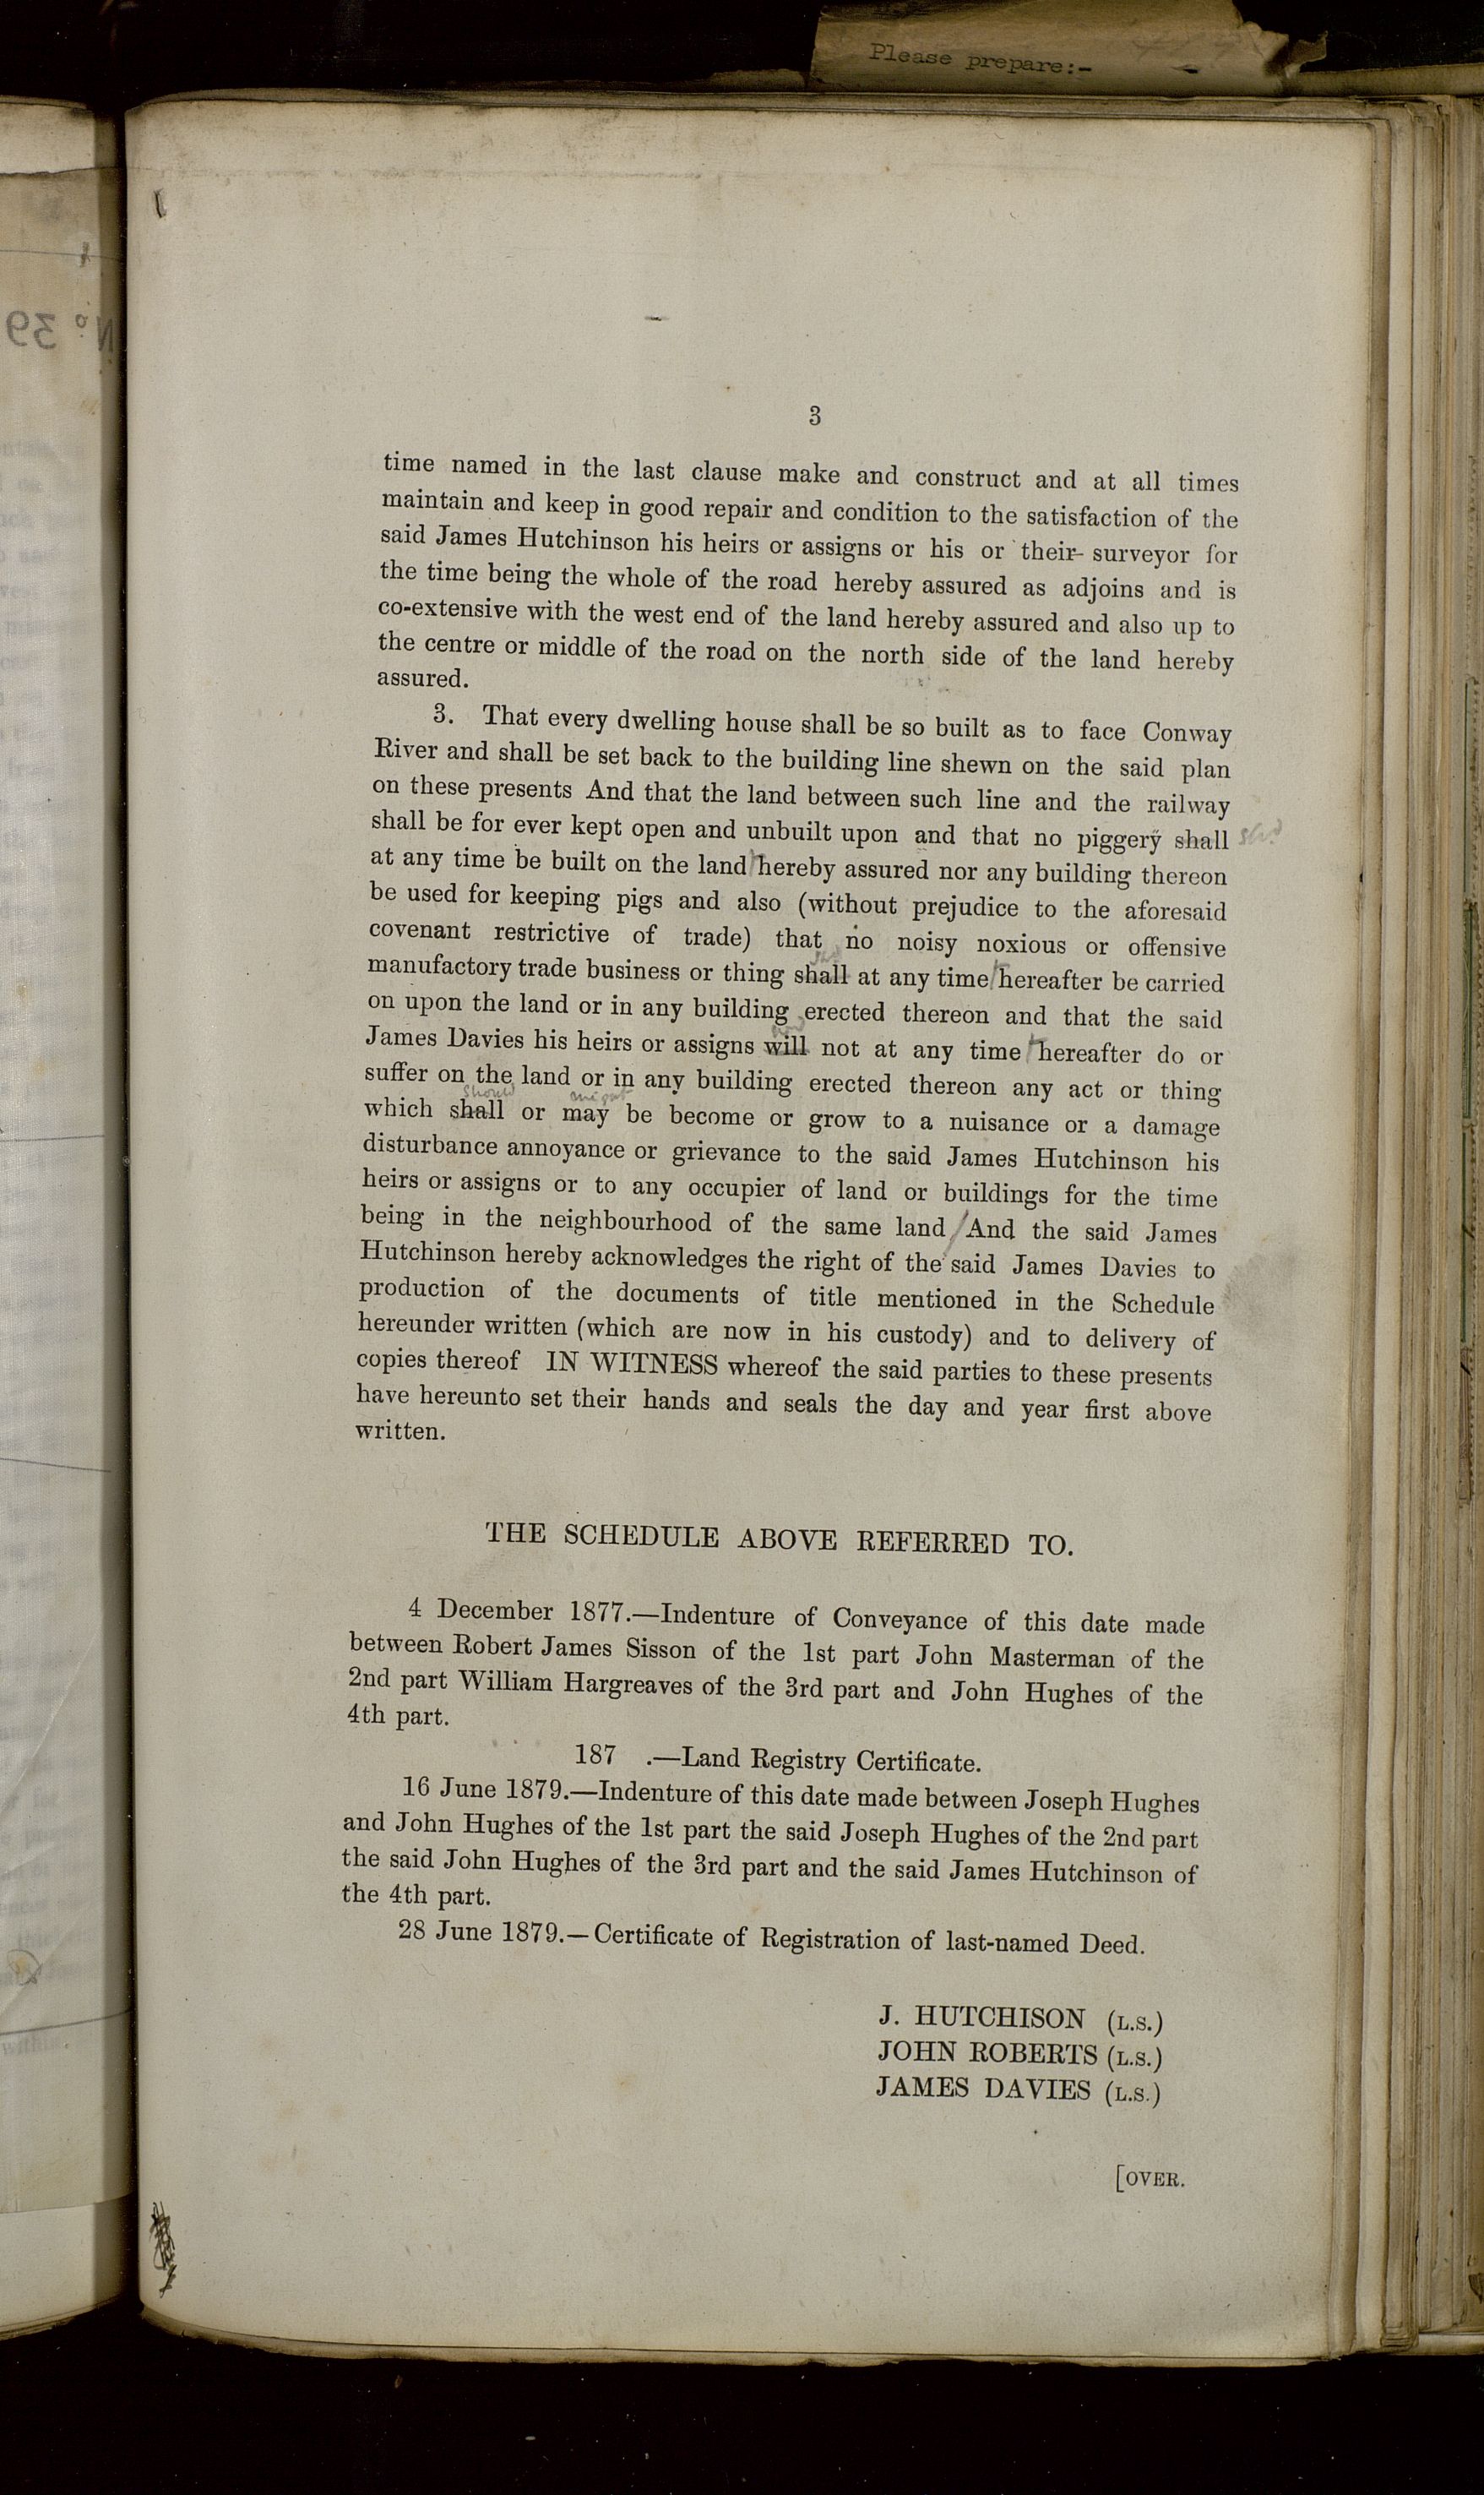 Please prepare:-
Nº 39
3
time named in the last clause make and construct and at all times
maintain and keep in good repair and condition to the satisfaction of the
said James Hutchinson his heirs or assigns or his or their surveyor for
the time being the whole of the road hereby assured as adjoins and is
co-extensive with the west end of the land hereby assured and also up to
the centre or middle of the road on the north side of the land hereby
assured.
3. That every dwelling house shall be so built as to face Conway
River and shall be set back to the building line shewn on the said plan
on these presents And that the land between such line and the railway
shall be for ever kept open and unbuilt upon and that no piggery shall shd
at any time be built on the land hereby assured nor any building thereon
be used for keeping pigs and also (without prejudice to the aforesaid
covenant restrictive of trade) that no noisy noxious or offensive
shd
manufactory trade business or thing shall at any time hereafter be carried
on upon the land or in any building erected thereon and that the said
James Davies his heirs or assigns will not at any time hereafter do or
suffer on the land or in any building erected thereon any act or thing
should might
which shall or may be become or grow to a nuisance or a damage
disturbance annoyance or grievance to the said James Hutchinson his
heirs or assigns or to any occupier of land or buildings for the time
being in the neighbourhood of the same land / And the said James
Hutchinson hereby acknowledges the right of the said James Davies to
production of the documents of title mentioned in the Schedule
hereunder written (which are now in his custody) and to delivery of
copies thereof IN WITNESS whereof the said parties to these presents
have hereunto set their hands and seals the day and year first above
written.
THE SCHEDULE ABOVE REFERRED TO.
4 December 1877.—Indenture of Conveyance of this date made
between Robert James Sisson of the 1st part John Masterman of the
2nd part William Hargreaves of the 3rd part and John Hughes of the
4th part.
187 .—Land Registry Certificate.
16 June 1879.—Indenture of this date made between Joseph Hughes
and John Hughes of the 1st part the said Joseph Hughes of the 2nd part
the said John Hughes of the 3rd part and the said James Hutchinson of
the 4th part.
28 June 1879.—Certificate of Registration of last-named Deed.
J. HUTCHISON (L.S.)
JOHN ROBERTS (L.S.)
JAMES DAVIES (L.S.)
[OVER.
within.